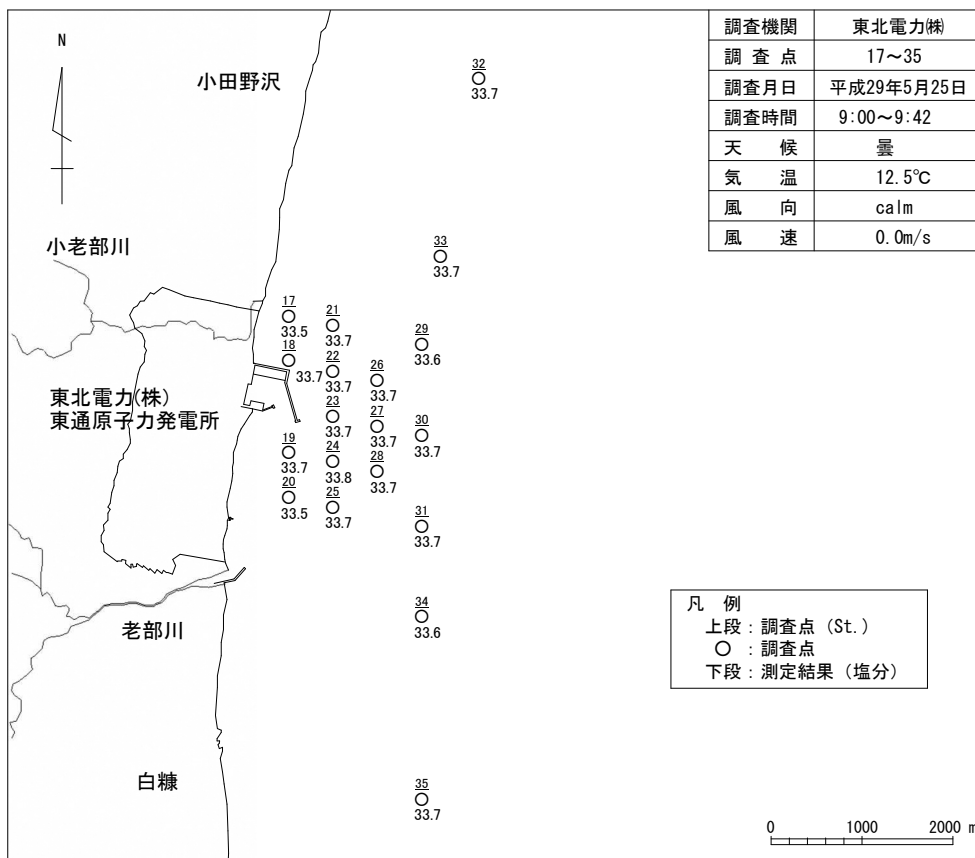 調査機関 東北電力㈱
調査点 17～35
調査月日 平成29年5月25日
調査時間 9:00～9:42
天候 曇
気温 12.5℃
風向 calm
風速 0.0m/s
N
小田野沢
32
33.7
小老部川
33
33.7
17
33.5
21
33.7
18
33.7
29
33.6
22
33.7
26
33.7
東北電力(株)
東通原子力発電所
23
33.7
27
33.7
30
33.7
19
33.7
24
33.8
28
33.7
20
33.5
25
33.7
31
33.7
34
33.6
老部川
凡例
上段：調査点（St.）
○：調査点
下段：測定結果（塩分）
白糠
35
33.7
0 1000 2000 m